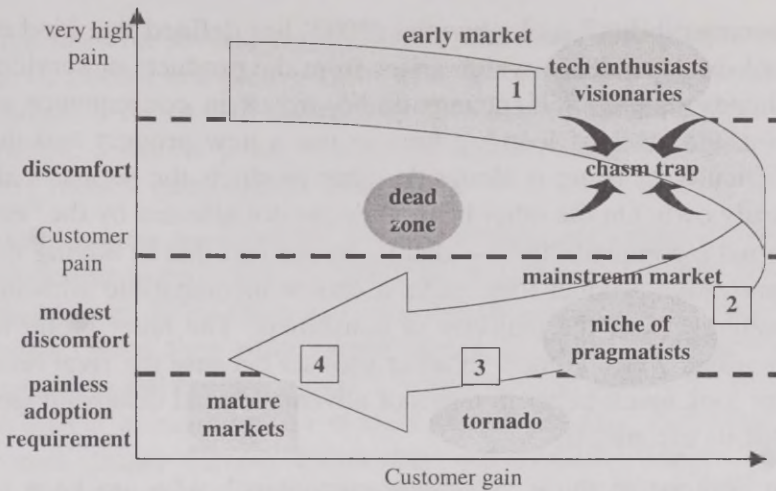 very high
pain
early market
tech enthusiasts
visionaries
1
discomfort
chasm trap
dead
zone
Customer
pain
mainstream market
2
modest
discomfort
niche of
pragmatists
4
3
painless
adoption
requirement
mature
markets
tornado
Customer gain